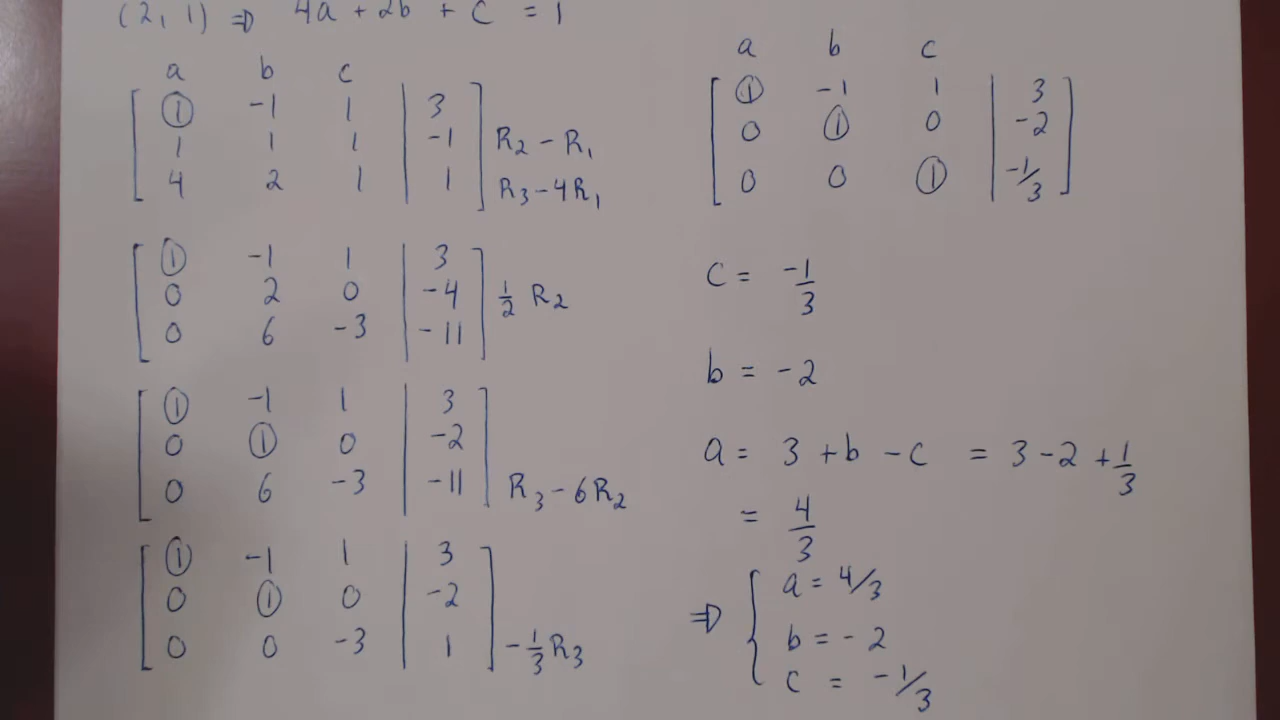 (2, 1) ⇒ 4a + 2b + c = 1
a b c
① -1 1 | 3
1 1 1 | -1 R₂ - R₁
4 2 1 | 1 R₃ - 4R₁
① -1 1 | 3
0 2 0 | -4 ½ R₂
0 6 -3 | -11
① -1 1 | 3
0 ① 0 | -2
0 6 -3 | -11 R₃ - 6R₂
① -1 1 | 3
0 ① 0 | -2
0 0 -3 | 1 -⅓R₃
a b c
① -1 1 | 3
0 ① 0 | -2
0 0 ① | -1/3
c = -1/3
b = -2
a = 3 + b - c = 3 - 2 + 1/3
= 4/3
⇒ { a = 4/3
b = -2
c = -1/3